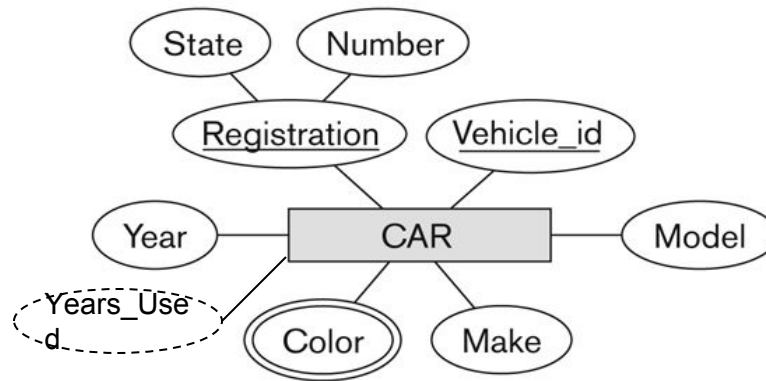 State
Number
Registration
Vehicle_id
Year
CAR
Model
Years_Use
d
Color
Make